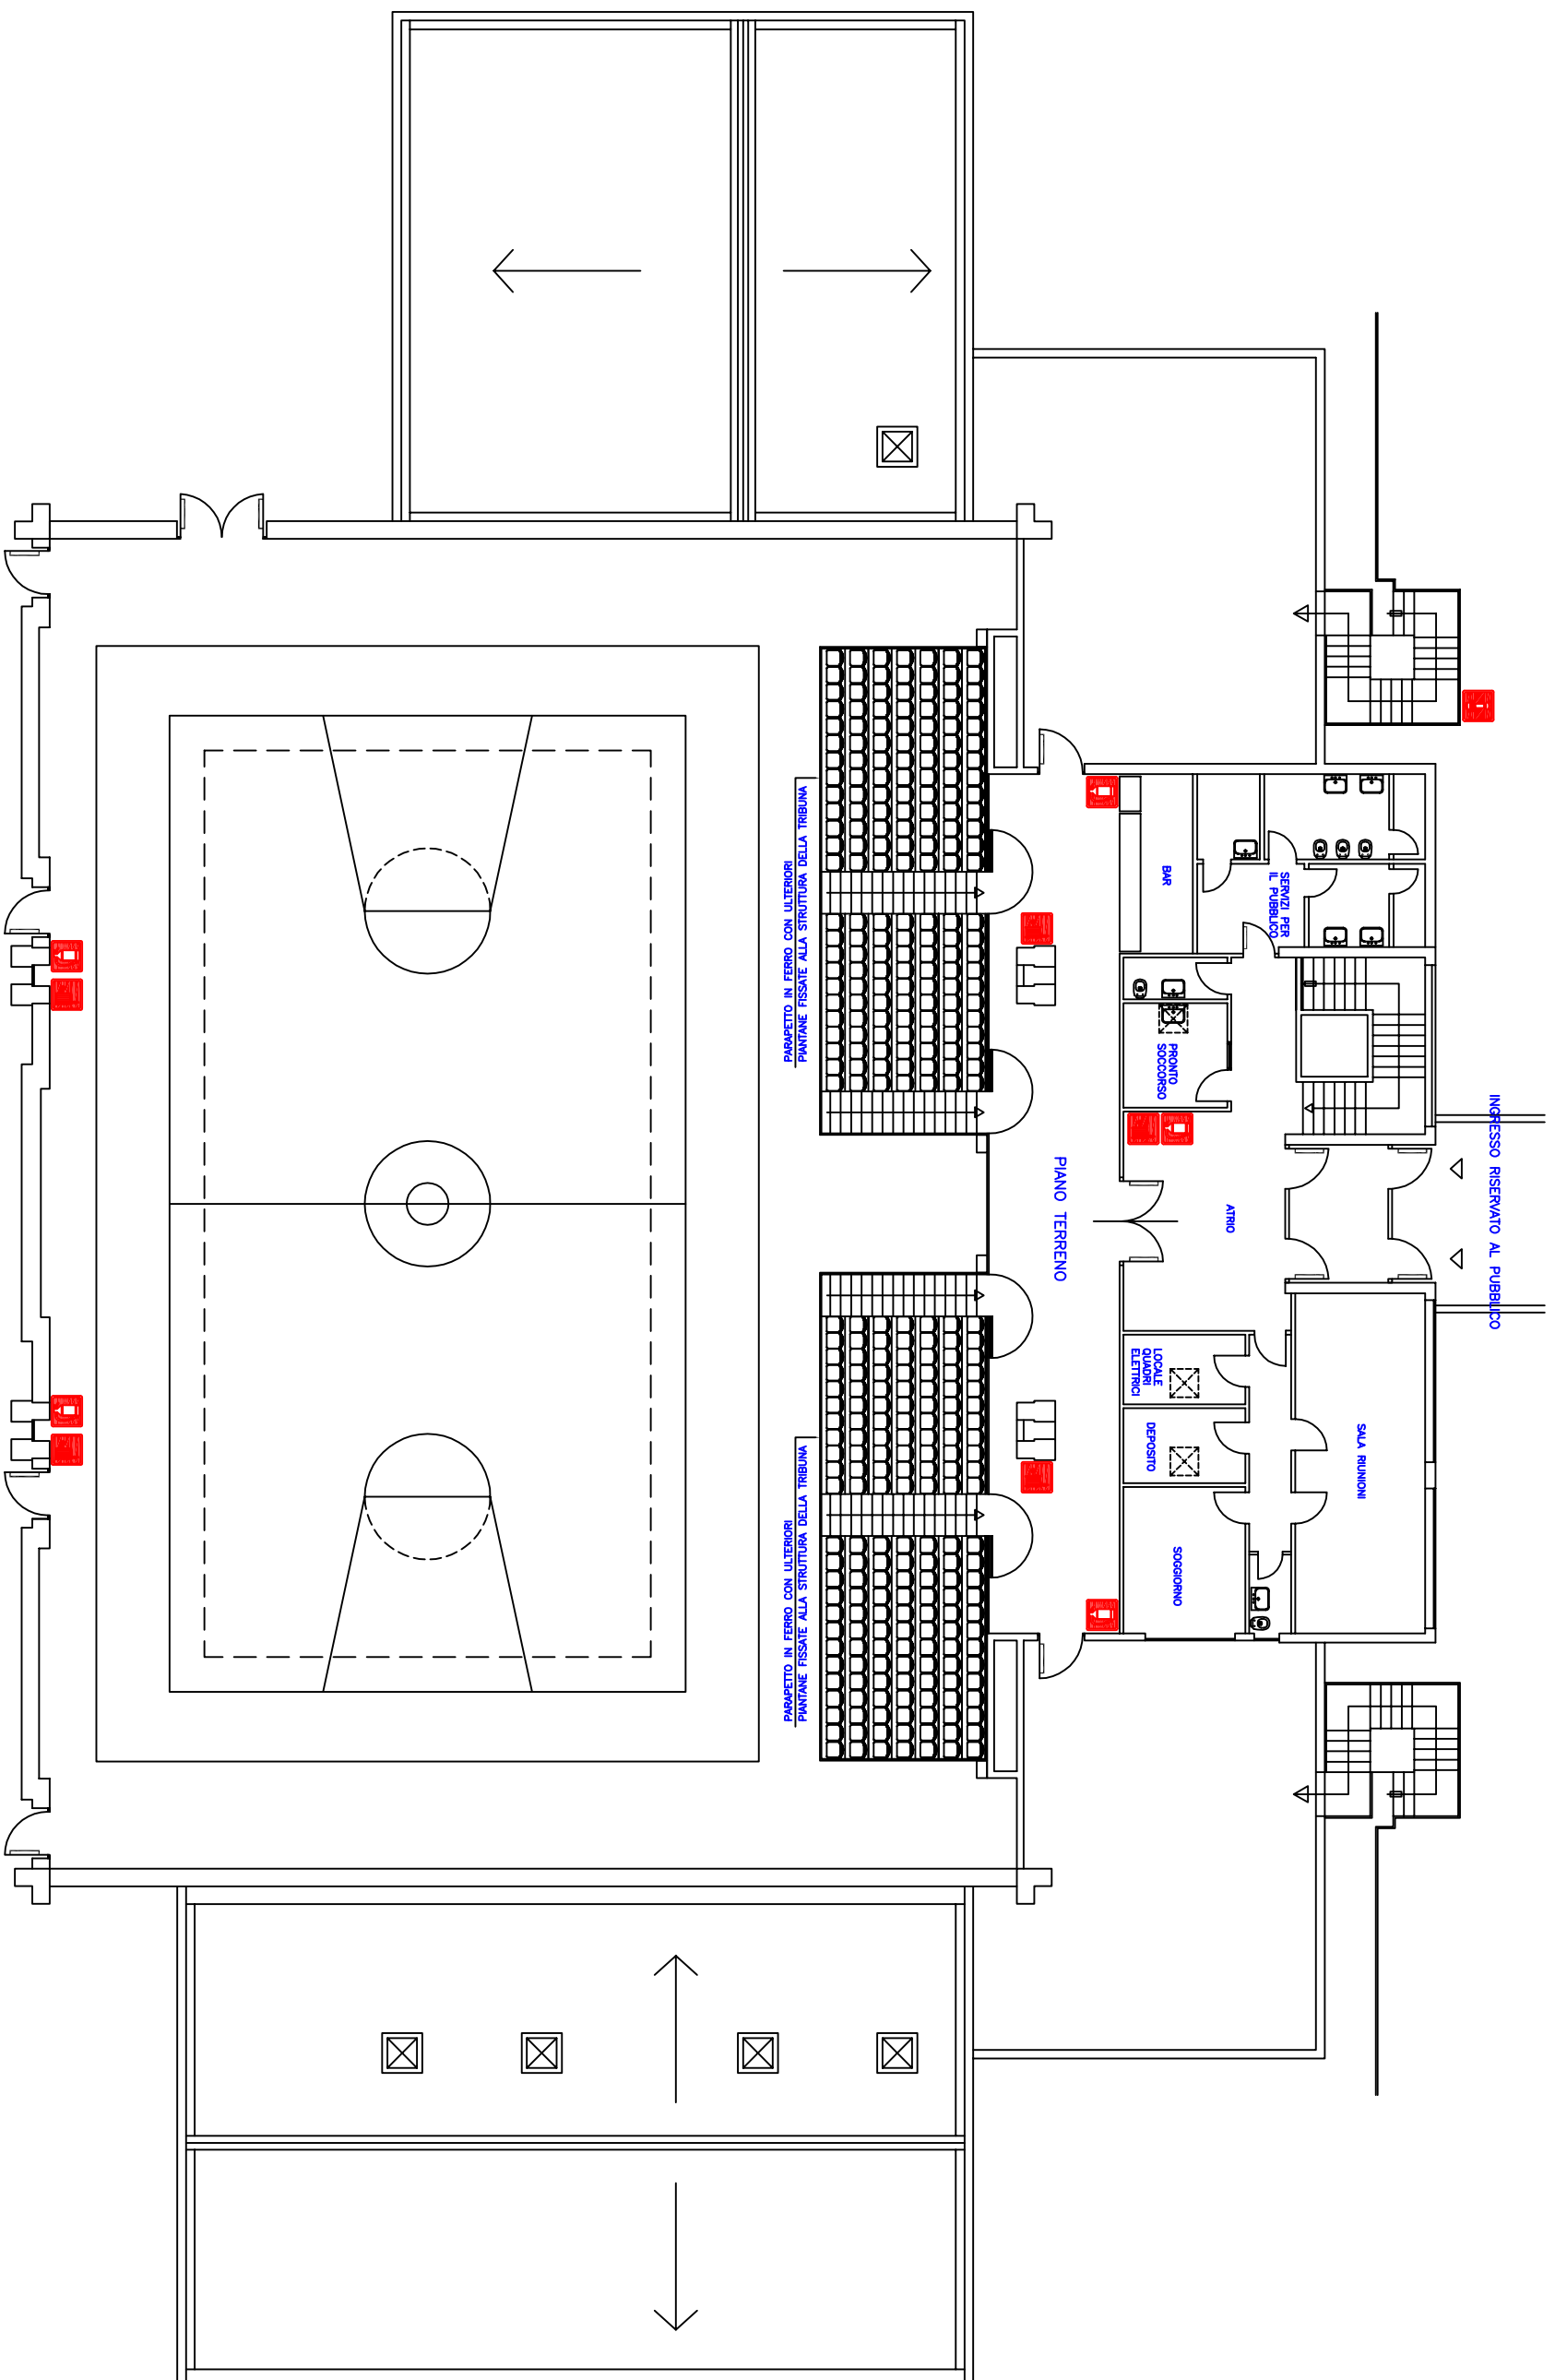 INGRESSO RISERVATO AL PUBBLICO
SERVIZI PER
IL PUBBLICO
BAR
PRONTO
SOCCORSO
ATRIO
SALA RIUNIONI
LOCALE
QUADRI
ELETTRICI
DEPOSITO
SOGGIORNO
PIANO TERRENO
PIANTANE FISSATE ALLA STRUTTURA DELLA TRIBUNA
PARAPETTO IN FERRO CON ULTERIORI
PIANTANE FISSATE ALLA STRUTTURA DELLA TRIBUNA
PARAPETTO IN FERRO CON ULTERIORI